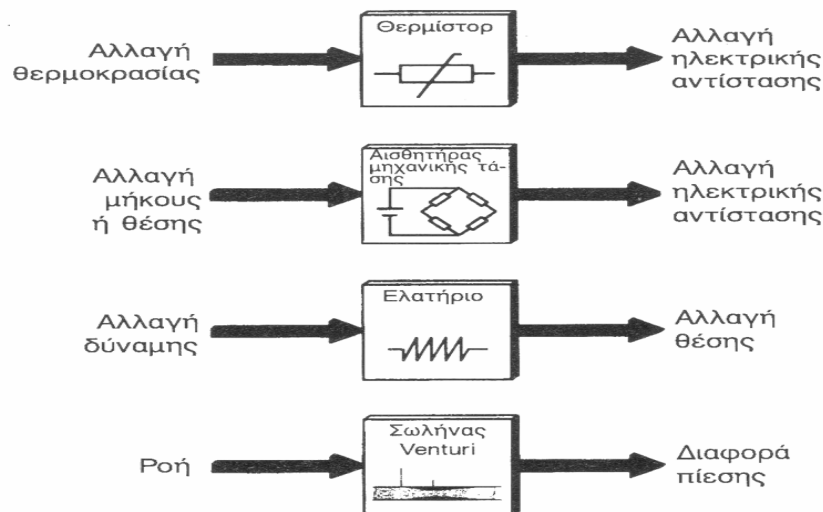 Αλλαγή
θερμοκρασίας
Θερμίστορ
Αλλαγή
ηλεκτρικής
αντίστασης
Αλλαγή
μήκους
ή θέσης
Αισθητήρας
μηχανικής τά-
σης
Αλλαγή
ηλεκτρικής
αντίστασης
Αλλαγή
δύναμης
Ελατήριο
Αλλαγή
θέσης
Ροή
Σωλήνας
Venturi
Διαφορά
πίεσης